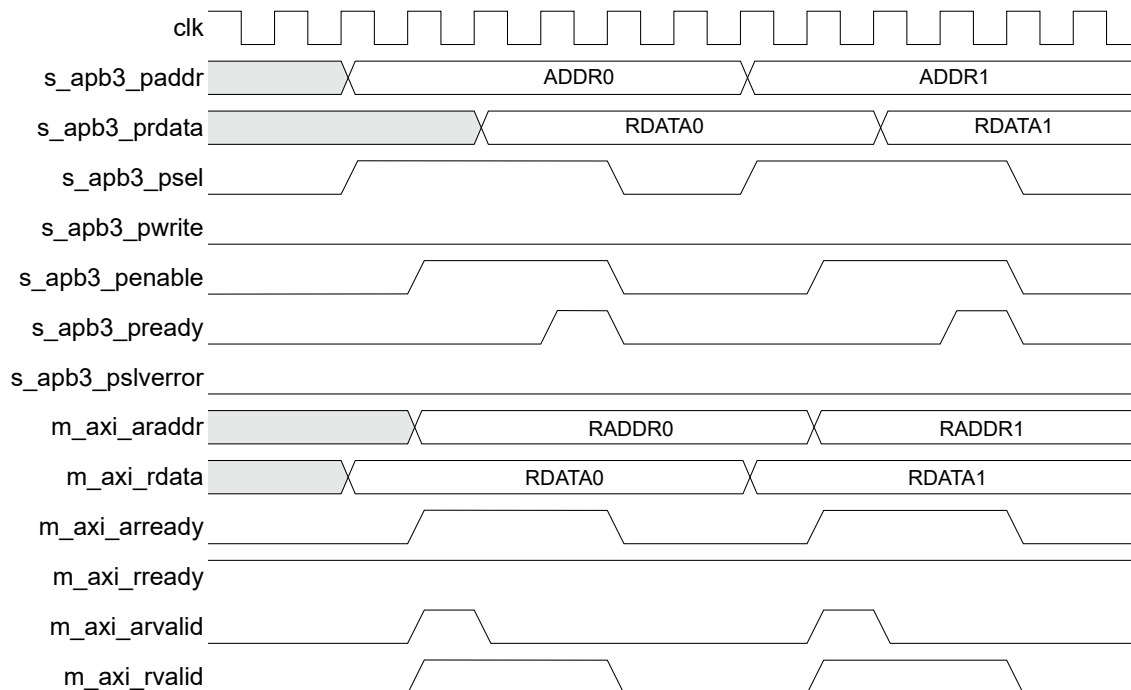 clk
s_apb3_paddr ADDR0 ADDR1
s_apb3_prdata RDATA0 RDATA1
s_apb3_psel
s_apb3_pwrite
s_apb3_penable
s_apb3_pready
s_apb3_pslverror
m_axi_araddr RADDR0 RADDR1
m_axi_rdata RDATA0 RDATA1
m_axi_arready
m_axi_rready
m_axi_arvalid
m_axi_rvalid